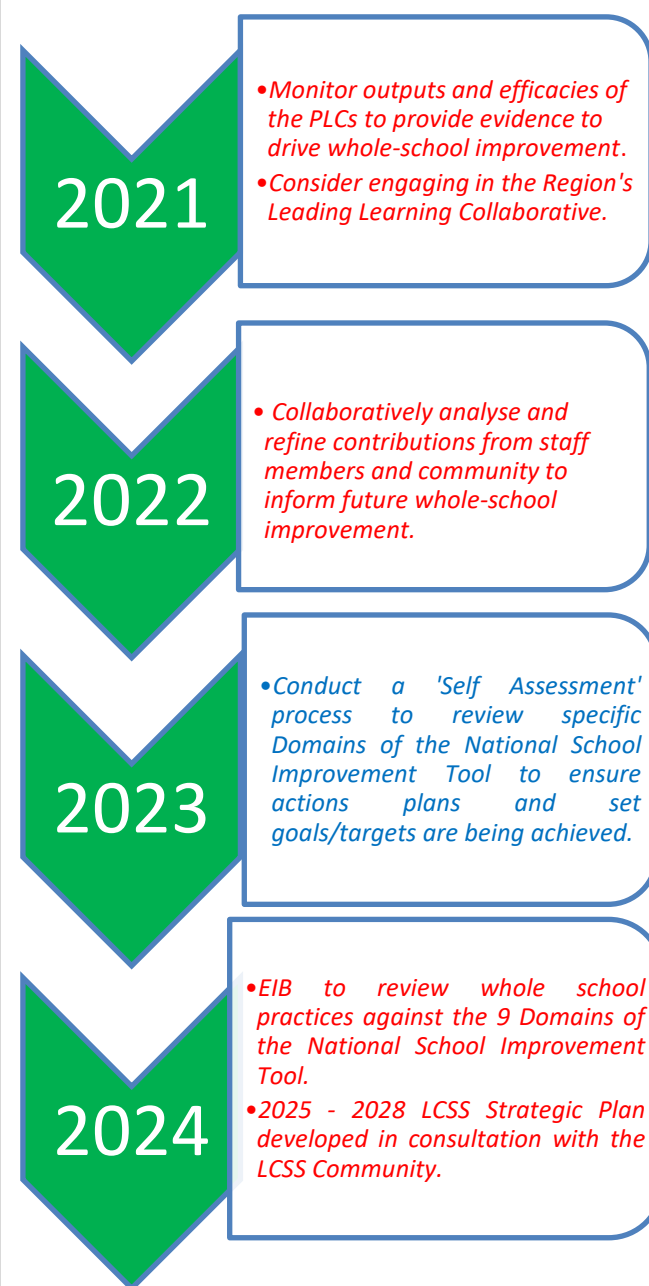 2021
•Monitor outputs and efficacies of
the PLCs to provide evidence to
drive whole-school improvement.
•Consider engaging in the Region's
Leading Learning Collaborative.
2022
• Collaboratively analyse and
refine contributions from staff
members and community to
inform future whole-school
improvement.
2023
•Conduct a 'Self Assessment'
process to review specific
Domains of the National School
Improvement Tool to ensure
actions plans and set
goals/targets are being achieved.
2024
•EIB to review whole school
practices against the 9 Domains of
the National School Improvement
Tool.
•2025 - 2028 LCSS Strategic Plan
developed in consultation with the
LCSS Community.